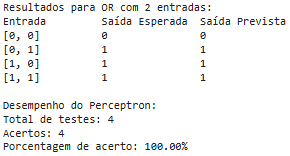 Resultados para OR com 2 entradas:
Entrada Saída Esperada Saída Prevista
[0, 0] 0 0
[0, 1] 1 1
[1, 0] 1 1
[1, 1] 1 1
Desempenho do Perceptron:
Total de testes: 4
Acertos: 4
Porcentagem de acerto: 100.00%